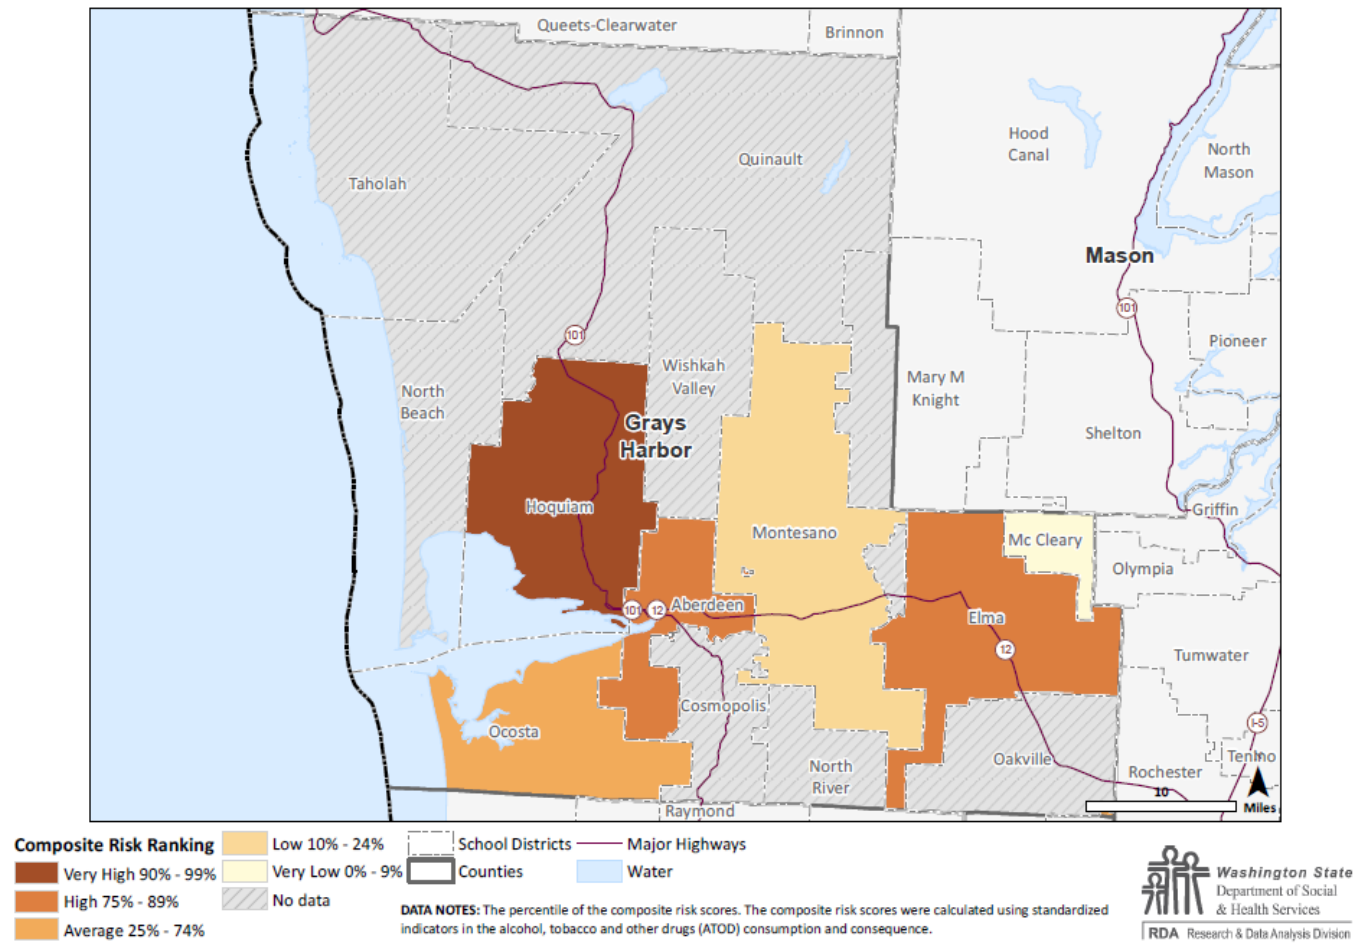 Queets-Clearwater
Brinnon
Hood
Canal
North
Mason
Quinault
Taholah
Mason
101
101
Pioneer
Wishkah
Valley
Mary M
Knight
North
Beach
Grays
Harbor
Shelton
Hoquiam
Griffin
Montesano
Mc Cleary
Olympia
101
12
Aberdeen
Elma
12
Tumwater
Cosmopolis
Ocosta
I-5
North
River
Oakville
Rochester
Tenino
N
10
Miles
Raymond
Composite Risk Ranking
Very High 90% - 99%
High 75% - 89%
Average 25% - 74%
Low 10% - 24%
Very Low 0% - 9%
No data
School Districts
Counties
Major Highways
Water
DATA NOTES: The percentile of the composite risk scores. The composite risk scores were calculated using standardized
indicators in the alcohol, tobacco and other drugs (ATOD) consumption and consequence.
Washington State
Department of Social
& Health Services
RDA Research & Data Analysis Division